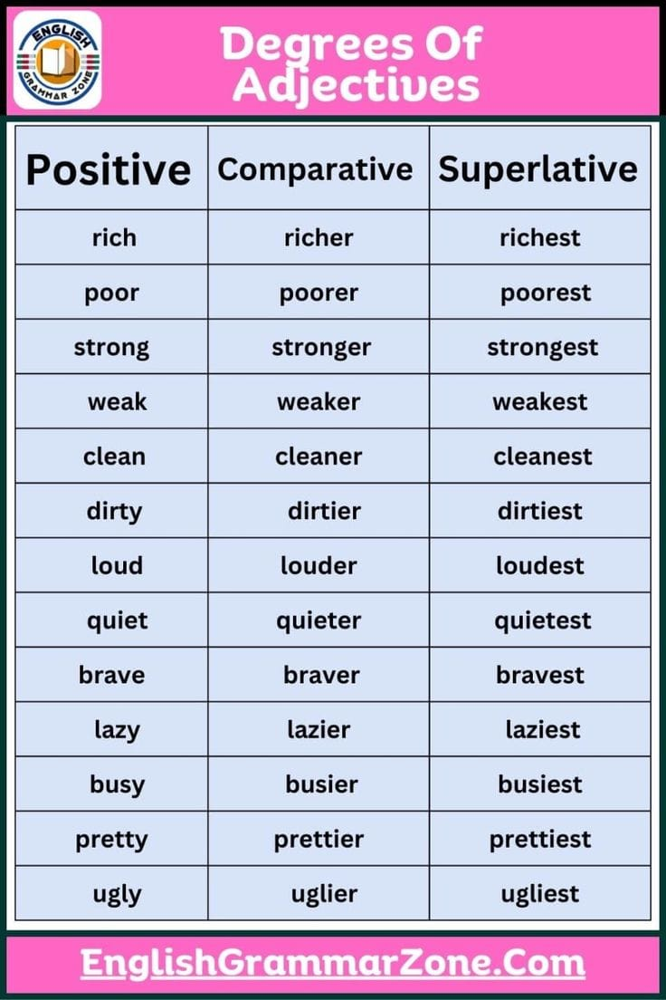 ENGLISH
GRAMMAR ZONE
Degrees Of
Adjectives
Positive Comparative Superlative
rich richer richest
poor poorer poorest
strong stronger strongest
weak weaker weakest
clean cleaner cleanest
dirty dirtier dirtiest
loud louder loudest
quiet quieter quietest
brave braver bravest
lazy lazier laziest
busy busier busiest
pretty prettier prettiest
ugly uglier ugliest
EnglishGrammarZone.Com